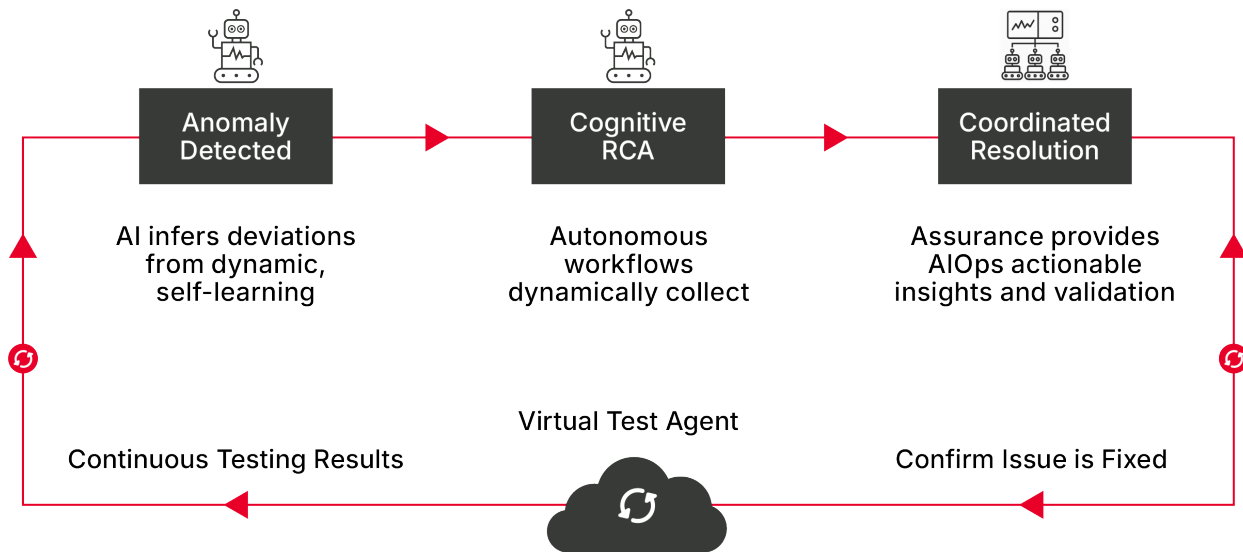 Anomaly
Detected
Cognitive
RCA
Coordinated
Resolution
AI infers deviations
from dynamic,
self-learning
Autonomous
workflows
dynamically collect
Assurance provides
AIOps actionable
insights and validation
Virtual Test Agent
Continuous Testing Results
Confirm Issue is Fixed